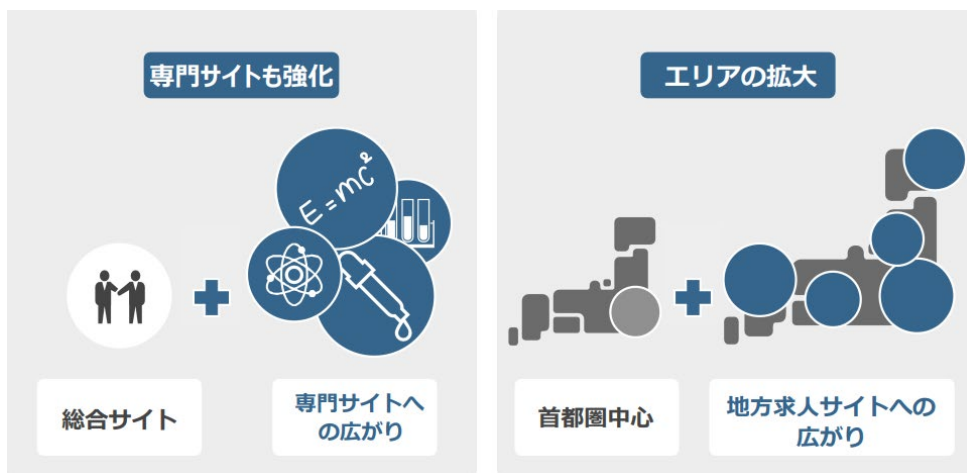 専門サイトも強化
E=mc²
総合サイト
専門サイトへ
の広がり
エリアの拡大
首都圏中心
地方求人サイトへの
広がり